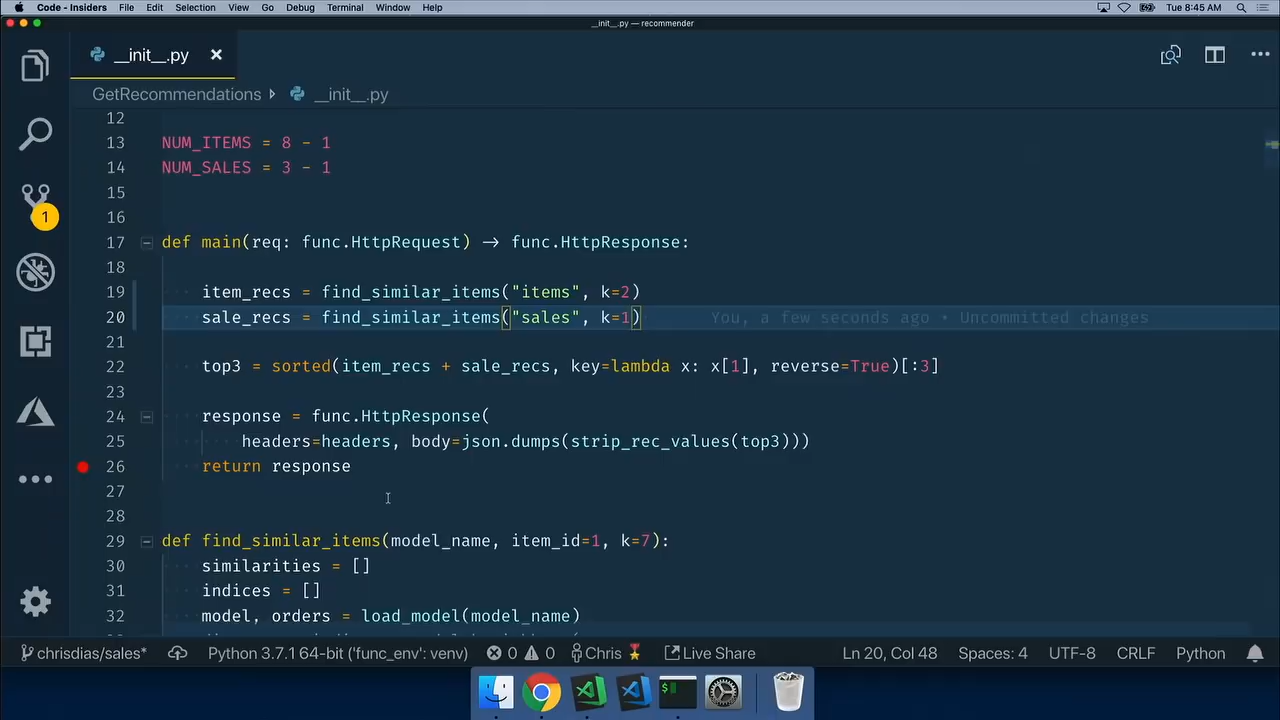 Code - Insiders File Edit Selection View Go Debug Terminal Window Help Tue 8:45 AM
__init__.py — recommender
__init__.py
GetRecommendations __init__.py
12
13 NUM_ITEMS = 8 - 1
14 NUM_SALES = 3 - 1
15
16
17 def main(req: func.HttpRequest) → func.HttpResponse:
18
19 item_recs = find_similar_items("items", k=2)
20 sale_recs = find_similar_items("sales", k=1) You, a few seconds ago • Uncommitted changes
21
22 top3 = sorted(item_recs + sale_recs, key=lambda x: x[1], reverse=True)[:3]
23
24 response = func.HttpResponse(
25 headers=headers, body=json.dumps(strip_rec_values(top3)))
26 return response
27
28
29 def find_similar_items(model_name, item_id=1, k=7):
30 similarities = []
31 indices = []
32 model, orders = load_model(model_name)
1
chrisdias/sales* Python 3.7.1 64-bit ('func_env': venv) 0 0 Chris Live Share Ln 20, Col 48 Spaces: 4 UTF-8 CRLF Python
$